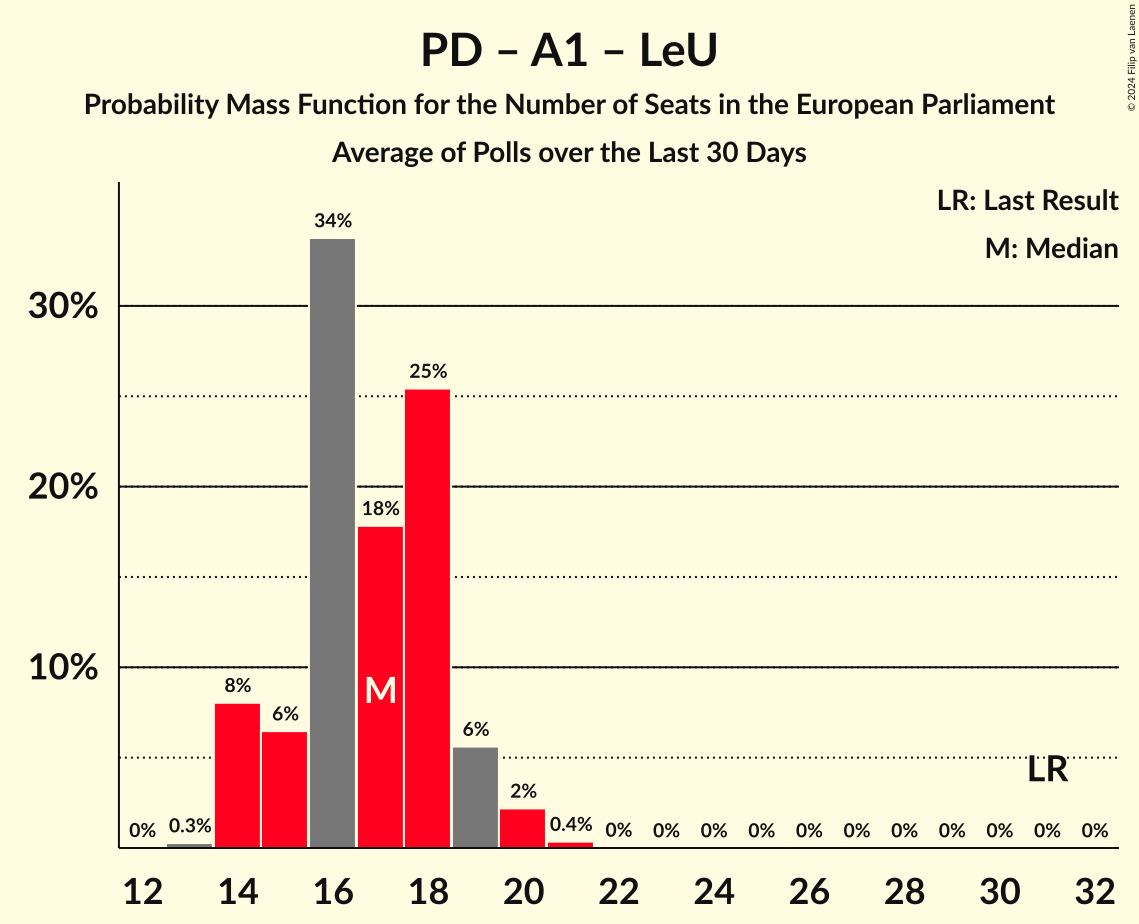 PD – A1 – LeU
Probability Mass Function for the Number of Seats in the European Parliament
Average of Polls over the Last 30 Days
© 2024 Filip van Laenen
LR: Last Result
M: Median
30%
20%
10%
0% 0.3% 8% 6% 34% 18% 25% 6% 2% 0.4% 0% 0% 0% 0% 0% 0% 0% 0% 0% 0% 0%
M
LR
12 14 16 18 20 22 24 26 28 30 32